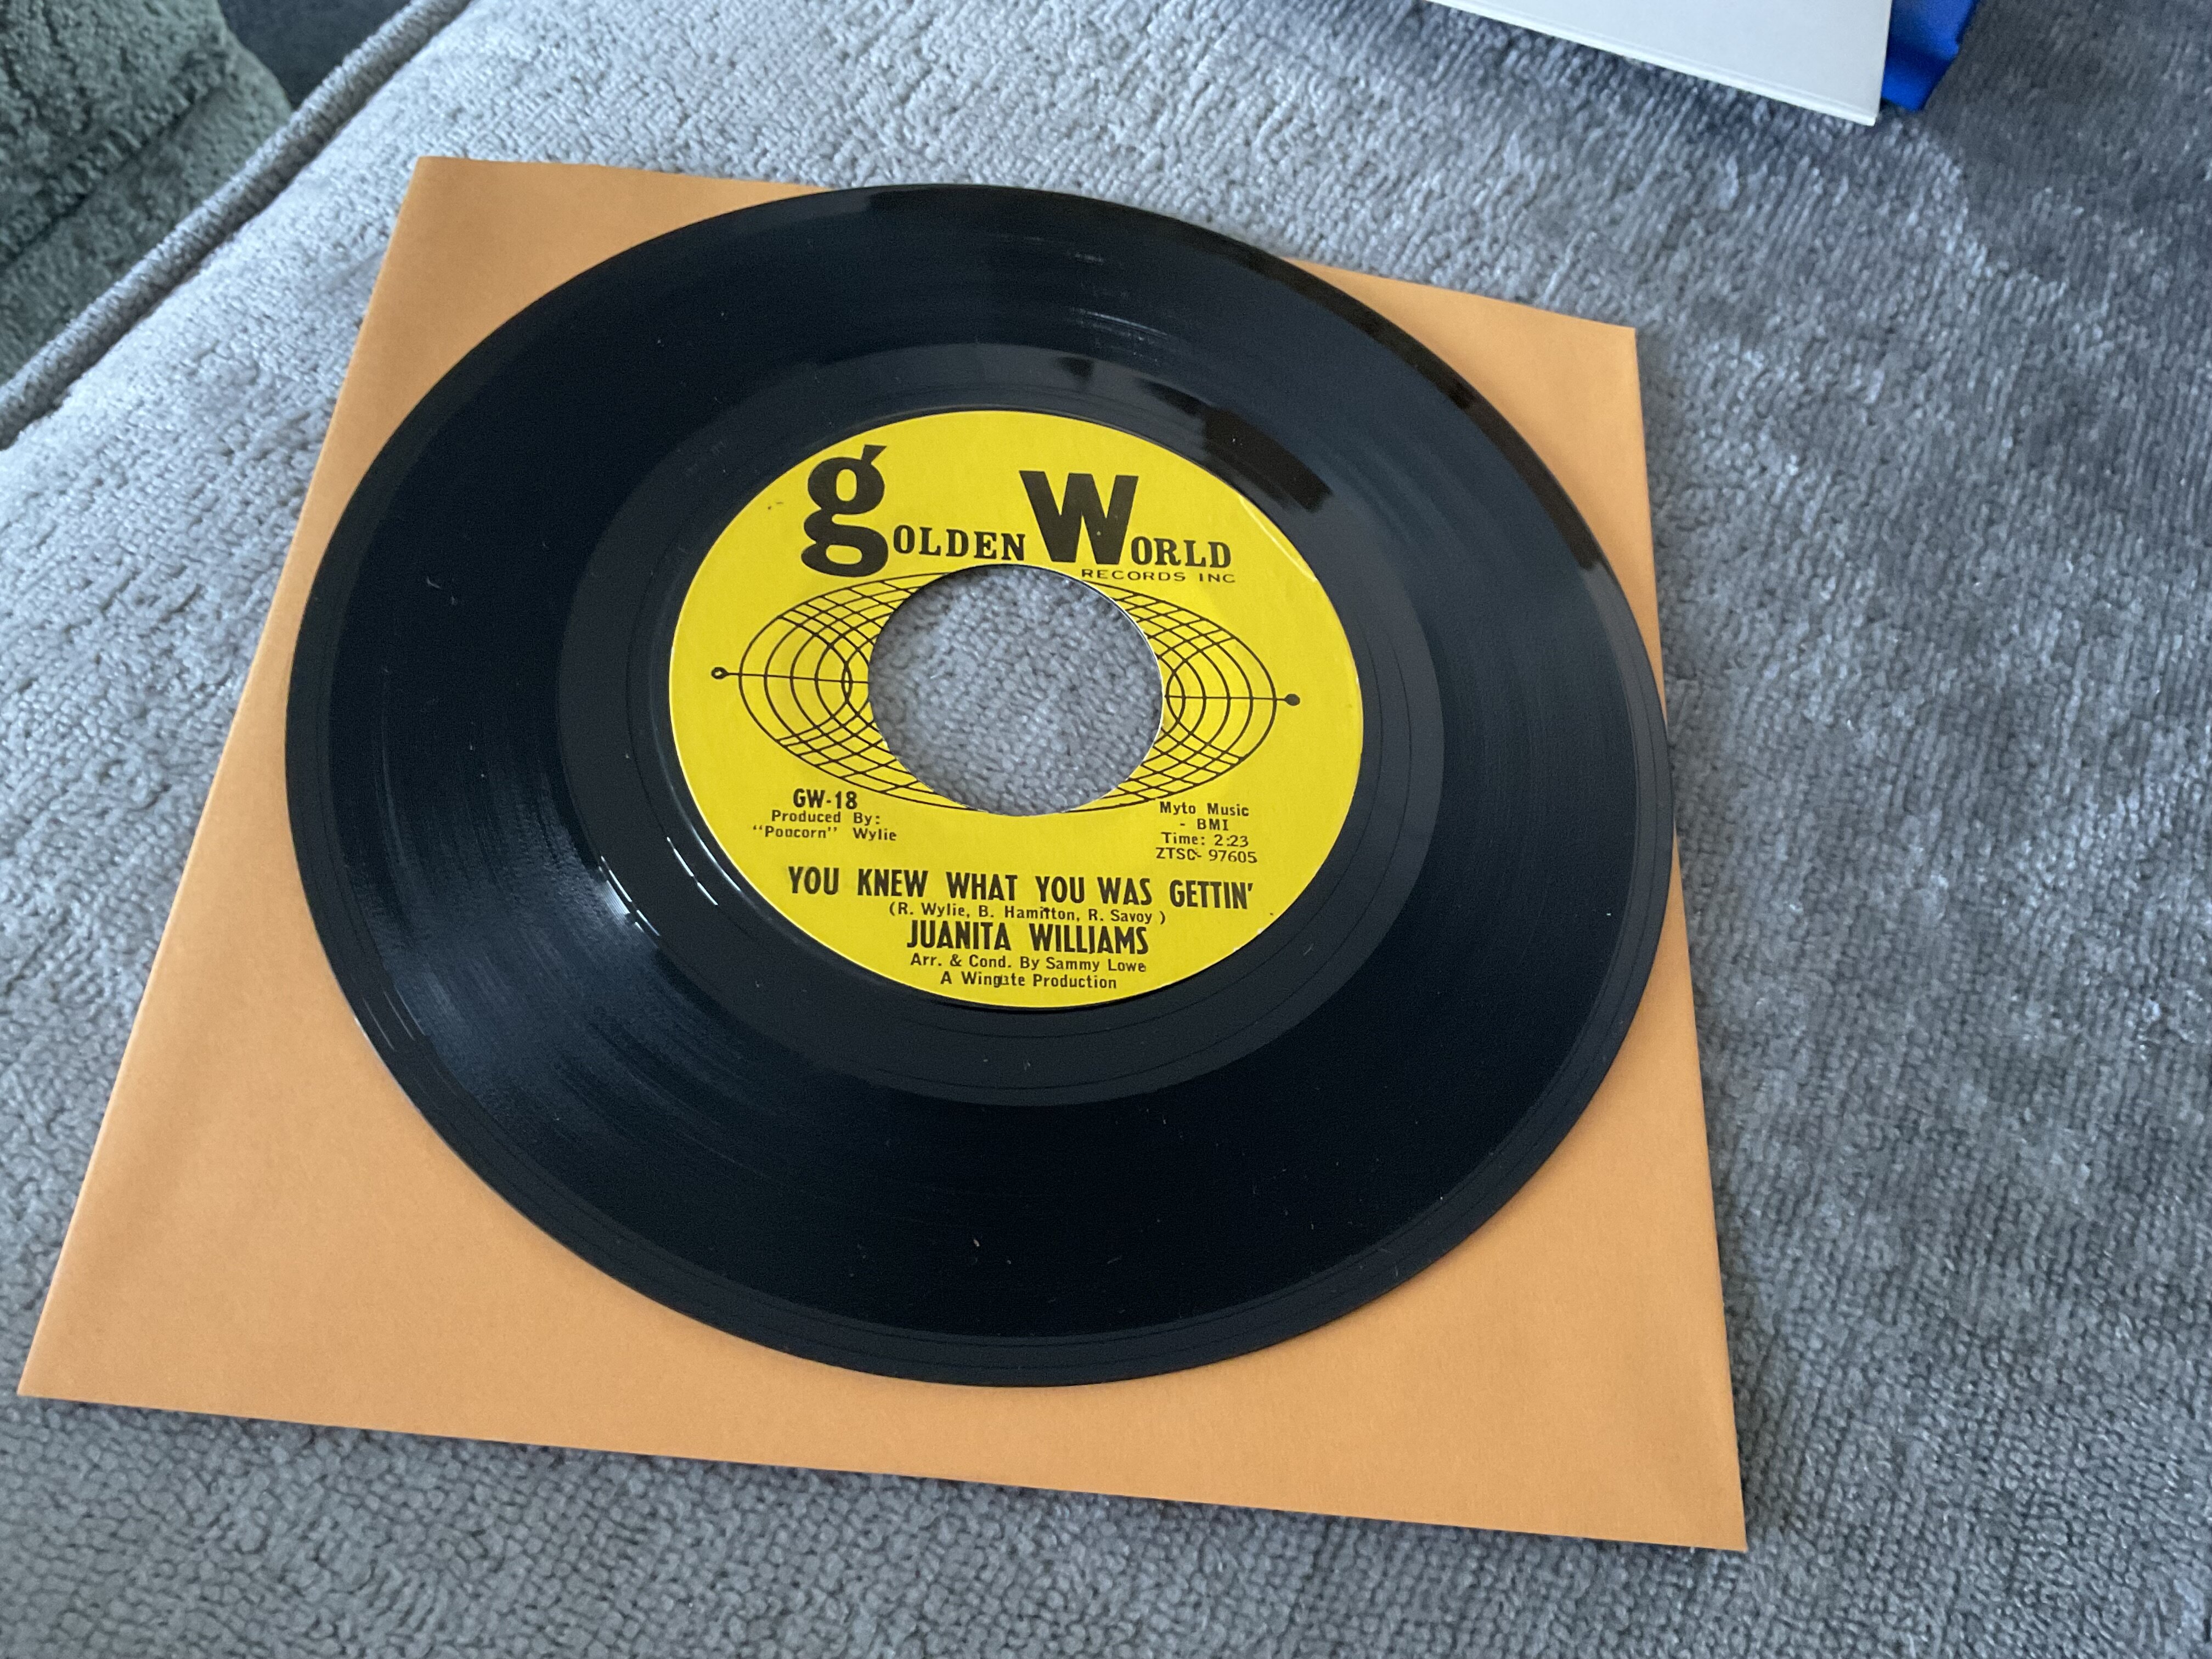 gOLDEN WORLD
RECORDS INC
GW-18
Produced By:
"Popcorn" Wylie
Myto Music
- BMI
Time: 2:23
ZTSC- 97605
YOU KNEW WHAT YOU WAS GETTIN'
(R. Wylie, B. Hamilton, R. Savoy )
JUANITA WILLIAMS
Arr. & Cond. By Sammy Lowe
A Wingate Production